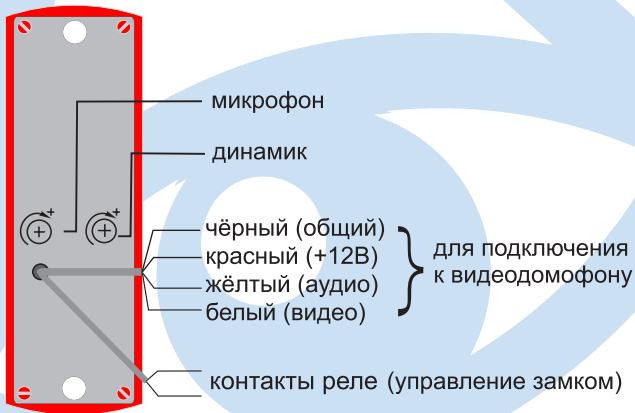 микрофон
динамик
чёрный (общий)
красный (+12В)
жёлтый (аудио)
белый (видео)
для подключения
к видеодомофону
контакты реле (управление замком)
+
+